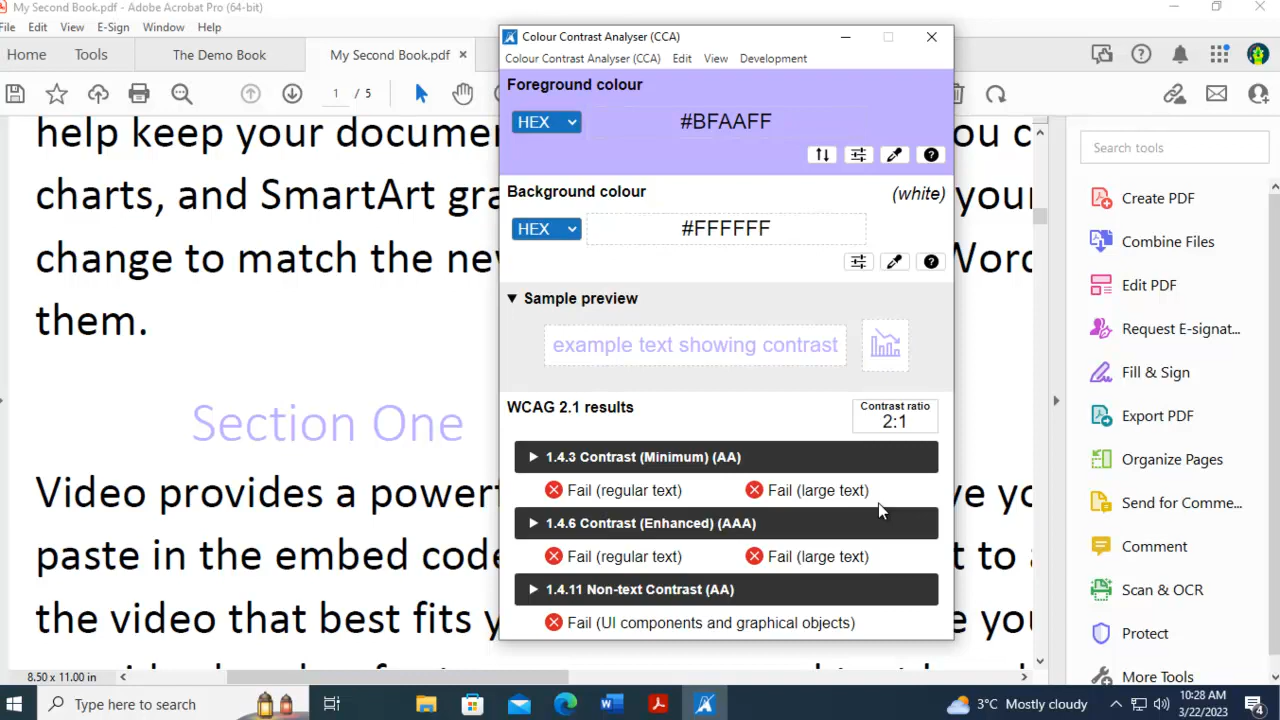 My Second Book.pdf - Adobe Acrobat Pro (64-bit)
File Edit View E-Sign Window Help
Home Tools The Demo Book My Second Book.pdf ×
1 / 5
help keep your documen
charts, and SmartArt gra
change to match the new
them.
Section One
Video provides a powerf
paste in the embed code
the video that best fits y
8.50 x 11.00 in
Colour Contrast Analyser (CCA)
Colour Contrast Analyser (CCA) Edit View Development
Foreground colour
HEX #BFAAFF
Background colour (white)
HEX #FFFFFF
Sample preview
example text showing contrast
WCAG 2.1 results
Contrast ratio
2:1
1.4.3 Contrast (Minimum) (AA)
Fail (regular text) Fail (large text)
1.4.6 Contrast (Enhanced) (AAA)
Fail (regular text) Fail (large text)
1.4.11 Non-text Contrast (AA)
Fail (UI components and graphical objects)
Search tools
Create PDF
Combine Files
Edit PDF
Request E-signat...
Fill & Sign
Export PDF
Organize Pages
Send for Comme...
Comment
Scan & OCR
Protect
More Tools
Type here to search
3°C Mostly cloudy
10:28 AM
3/22/2023
4